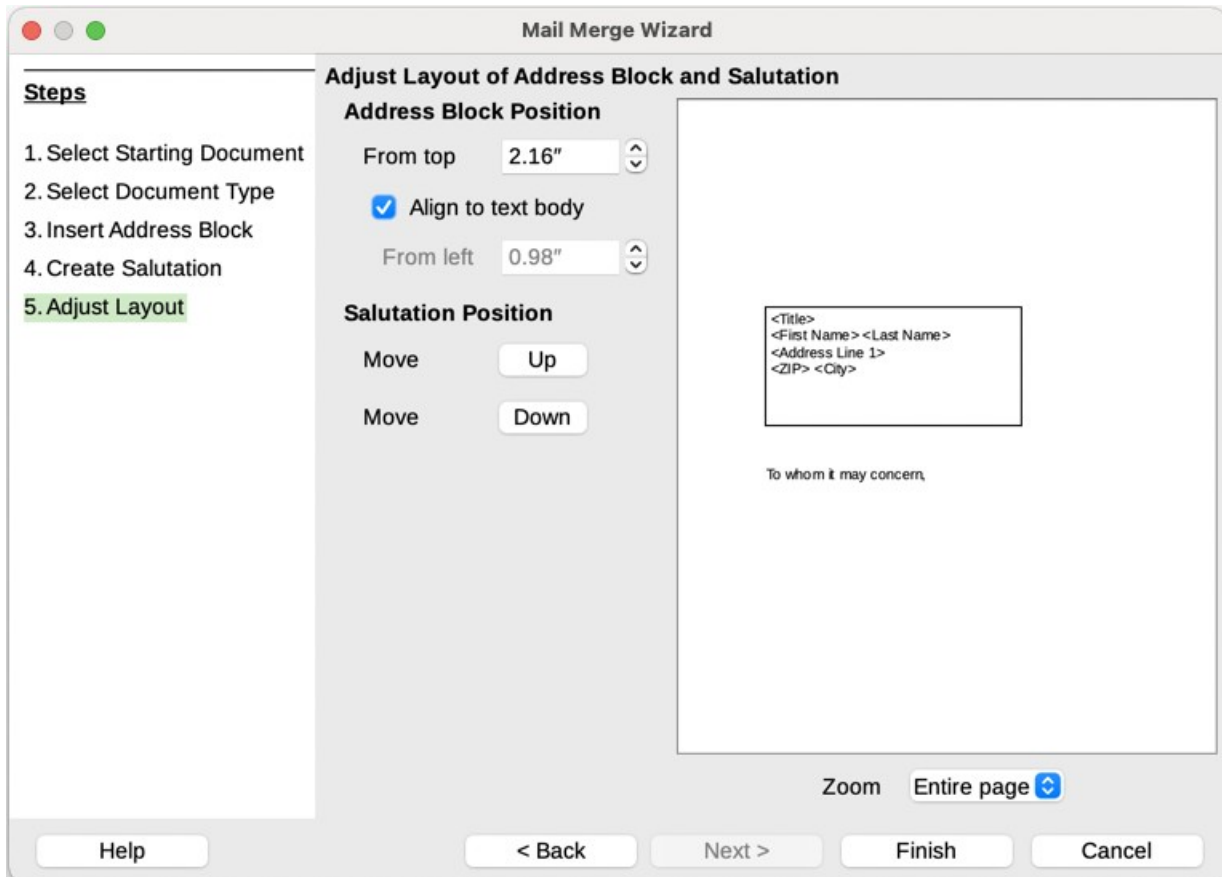 Mail Merge Wizard
Steps
1. Select Starting Document
2. Select Document Type
3. Insert Address Block
4. Create Salutation
5. Adjust Layout
Adjust Layout of Address Block and Salutation
Address Block Position
From top 2.16″
Align to text body
From left 0.98″
Salutation Position
Move Up
Move Down
<Title>
<First Name> <Last Name>
<Address Line 1>
<ZIP> <City>
To whom it may concern,
Zoom Entire page
Help < Back Next > Finish Cancel